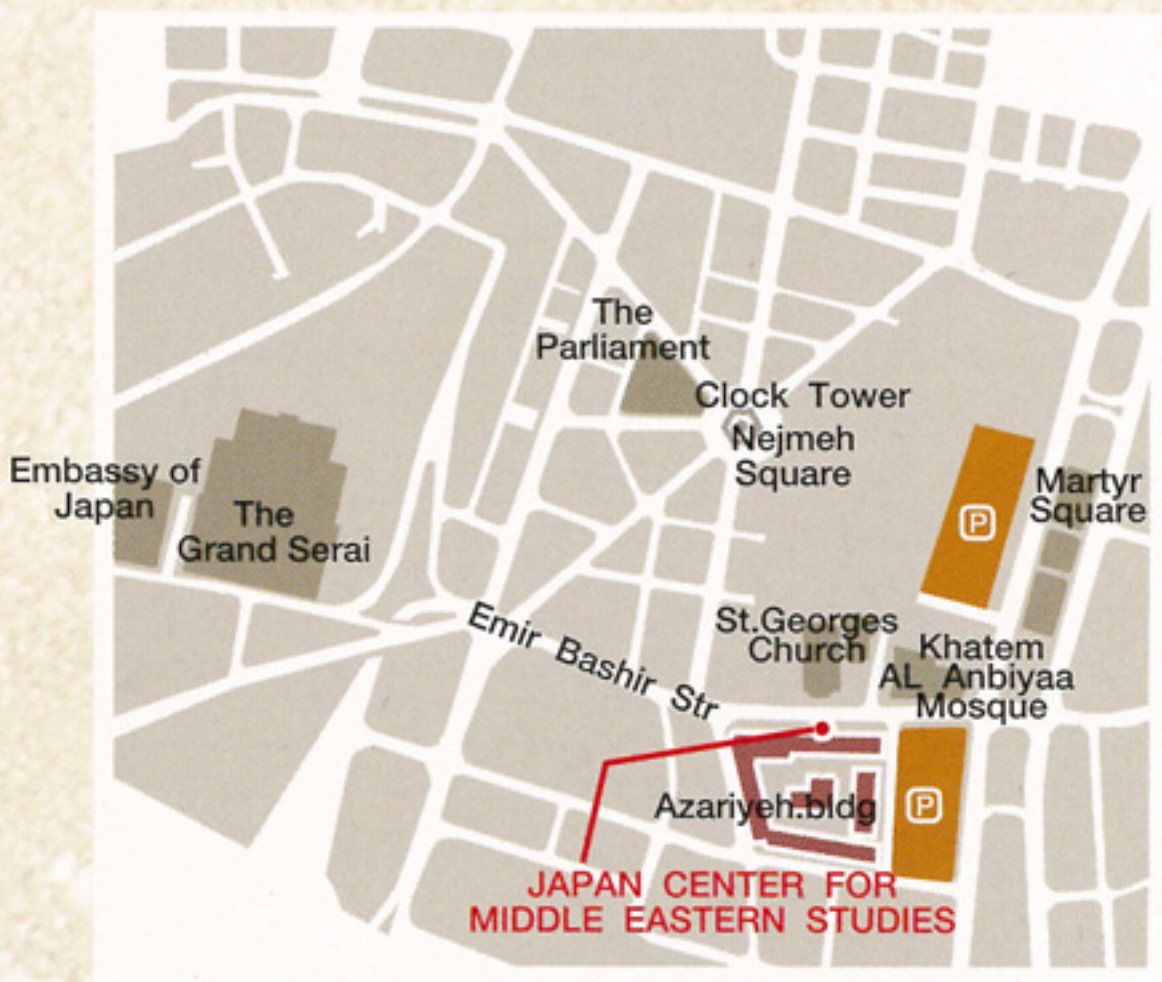 The
Parliament
Clock Tower
Nejmeh
Square
Embassy of
Japan
The
Grand Serai
Martyr
Square
P
Emir Bashir Str
St.Georges
Church
Khatem
AL Anbiyaa
Mosque
Azariyeh.bldg
P
JAPAN CENTER FOR
MIDDLE EASTERN STUDIES